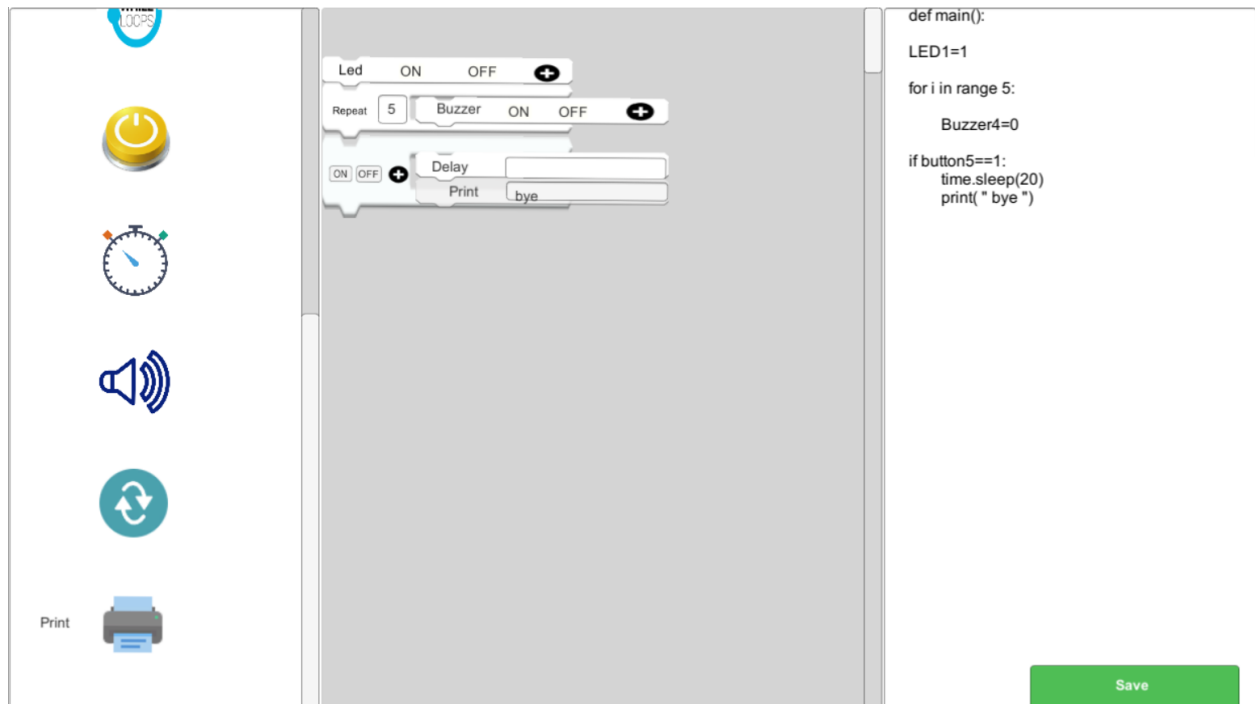 LOOPS
Print
Led ON OFF
Repeat 5 Buzzer ON OFF
ON OFF Delay
Print bye
def main():
LED1=1
for i in range 5:
Buzzer4=0
if button5==1:
time.sleep(20)
print( " bye ")
Save